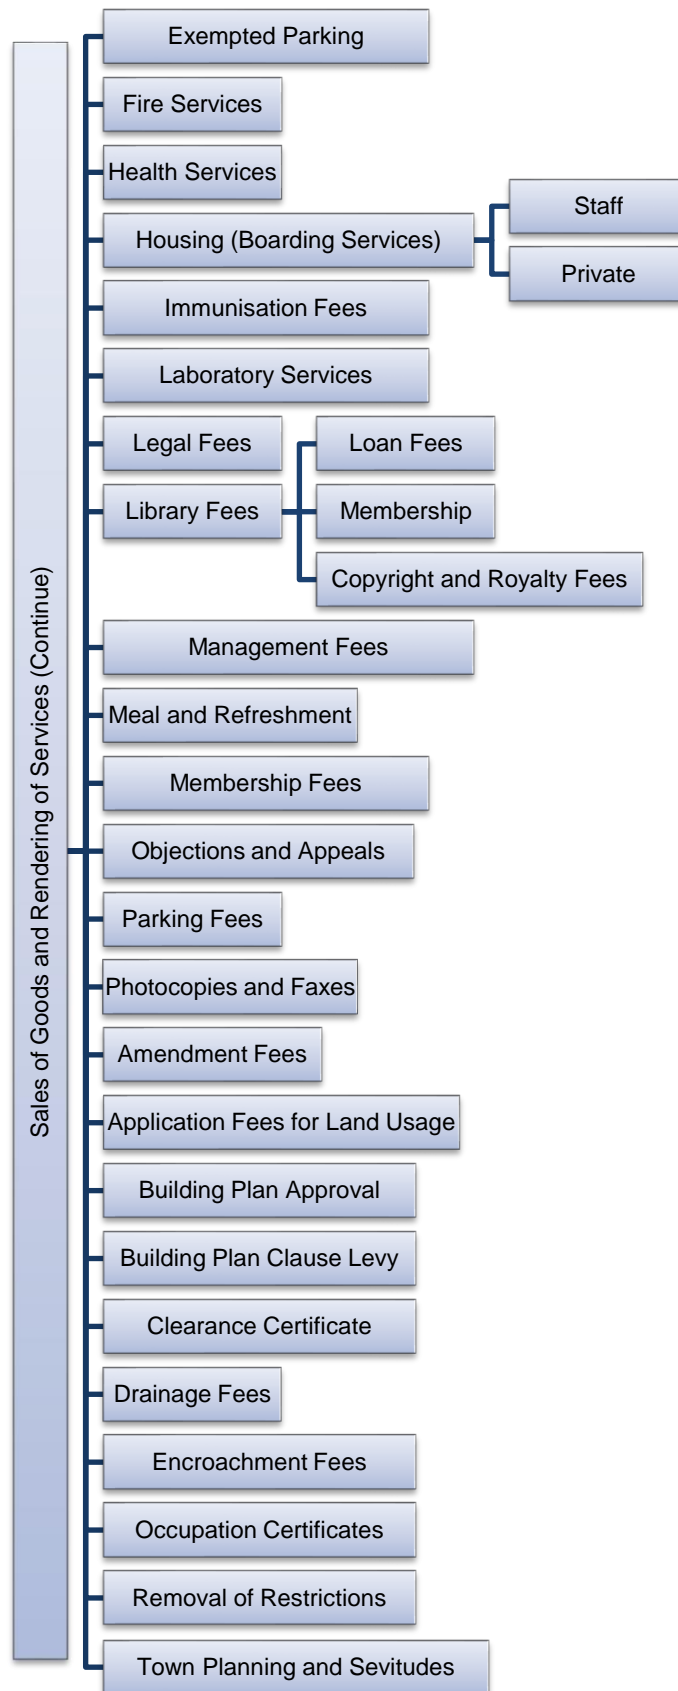 Sales of Goods and Rendering of Services (Continue)
Exempted Parking
Fire Services
Health Services
Housing (Boarding Services)
Staff
Private
Immunisation Fees
Laboratory Services
Legal Fees
Library Fees
Loan Fees
Membership
Copyright and Royalty Fees
Management Fees
Meal and Refreshment
Membership Fees
Objections and Appeals
Parking Fees
Photocopies and Faxes
Amendment Fees
Application Fees for Land Usage
Building Plan Approval
Building Plan Clause Levy
Clearance Certificate
Drainage Fees
Encroachment Fees
Occupation Certificates
Removal of Restrictions
Town Planning and Sevitudes